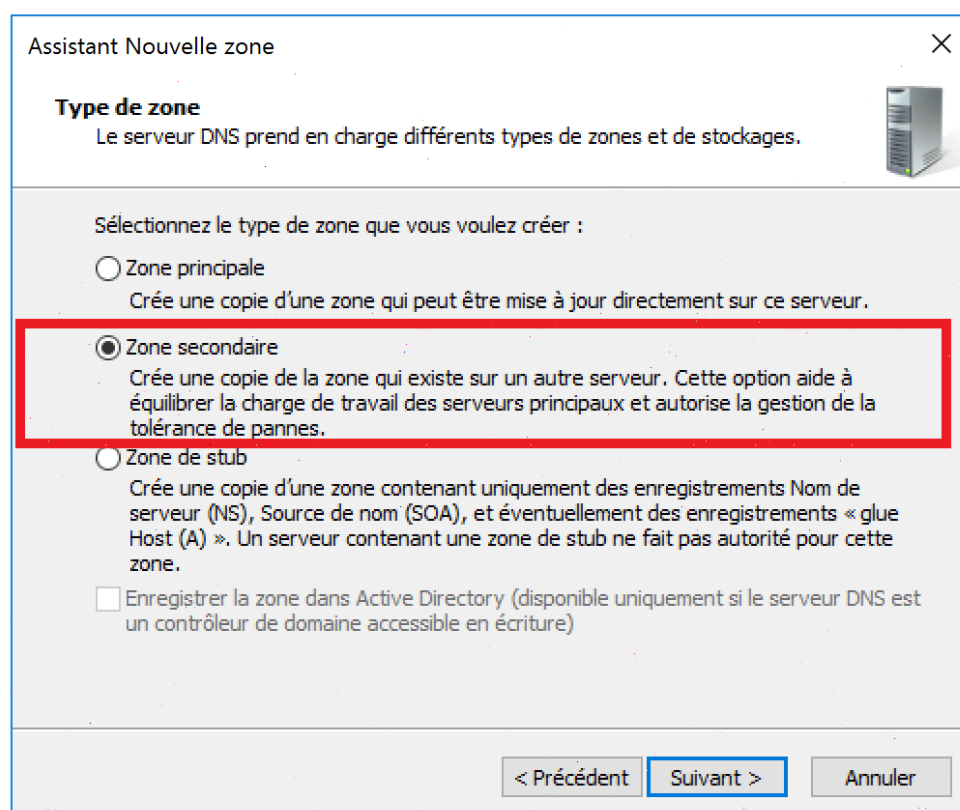 Assistant Nouvelle zone
Type de zone
Le serveur DNS prend en charge différents types de zones et de stockages.
Sélectionnez le type de zone que vous voulez créer :
Zone principale
Crée une copie d'une zone qui peut être mise à jour directement sur ce serveur.
Zone secondaire
Crée une copie de la zone qui existe sur un autre serveur. Cette option aide à
équilibrer la charge de travail des serveurs principaux et autorise la gestion de la
tolérance de pannes.
Zone de stub
Crée une copie d'une zone contenant uniquement des enregistrements Nom de
serveur (NS), Source de nom (SOA), et éventuellement des enregistrements « glue
Host (A) ». Un serveur contenant une zone de stub ne fait pas autorité pour cette
zone.
Enregistrer la zone dans Active Directory (disponible uniquement si le serveur DNS est
un contrôleur de domaine accessible en écriture)
< Précédent Suivant > Annuler